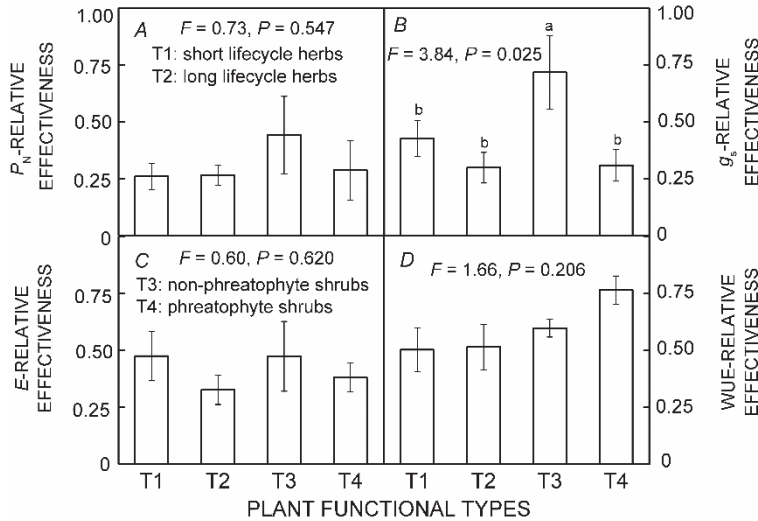 1.00
0.75
0.50
0.25
0
P_N-RELATIVE
EFFECTIVENESS
A
F = 0.73, P = 0.547
T1: short lifecycle herbs
T2: long lifecycle herbs
B
F = 3.84, P = 0.025
b
b
a
b
1.00
0.75
0.50
0.25
0
g_s-RELATIVE
EFFECTIVENESS
0.75
0.50
0.25
0
E-RELATIVE
EFFECTIVENESS
C
F = 0.60, P = 0.620
T3: non-phreatophyte shrubs
T4: phreatophyte shrubs
D
F = 1.66, P = 0.206
0.75
0.50
0.25
0
WUE-RELATIVE
EFFECTIVENESS
T1 T2 T3 T4 T1 T2 T3 T4
PLANT FUNCTIONAL TYPES